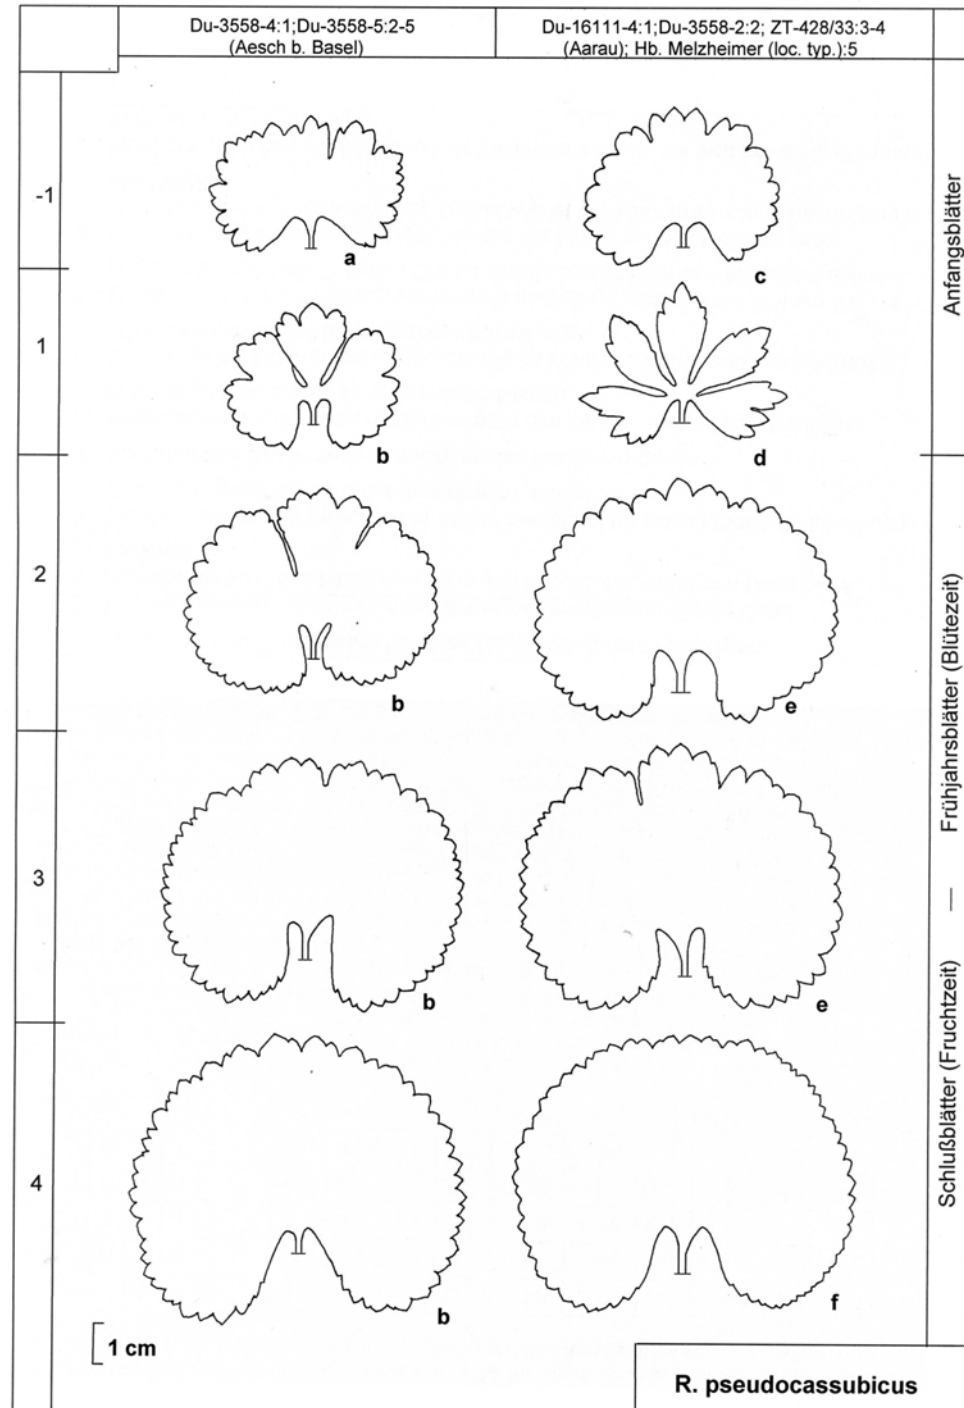 Du-3558-4:1;Du-3558-5:2-5
(Aesch b. Basel)
Du-16111-4:1;Du-3558-2:2; ZT-428/33:3-4
(Aarau); Hb. Melzheimer (loc. typ.):5
-1
a
c
Anfangsblätter
1
b
d
2
b
e
Frühjahrsblätter (Blütezeit)
3
b
e
—
4
b
f
Schlußblätter (Fruchtzeit)
1 cm
R. pseudocassubicus